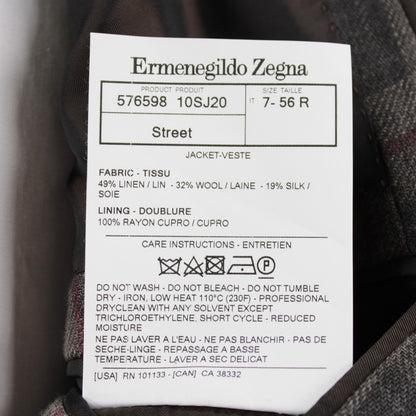 Ermenegildo Zegna
PRODUCT PRODUIT
SIZE TAILLE
576598 10SJ20
IT 7- 56 R
Street
JACKET-VESTE
FABRIC - TISSU
49% LINEN / LIN - 32% WOOL / LAINE - 19% SILK /
SOIE
LINING - DOUBLURE
100% RAYON CUPRO / CUPRO
CARE INSTRUCTIONS - ENTRETIEN
P
DO NOT WASH - DO NOT BLEACH - DO NOT TUMBLE
DRY - IRON, LOW HEAT 110°C (230F) - PROFESSIONAL
DRYCLEAN WITH ANY SOLVENT EXCEPT
TRICHLOROETHYLENE, SHORT CYCLE - REDUCED
MOISTURE
NE PAS LAVER A L'EAU - NE PAS BLANCHIR - PAS DE
SECHE-LINGE - REPASSAGE A BASSE
TEMPERATURE - LAVER A SEC DELICAT
[USA] RN 101133 - [CAN] CA 38332